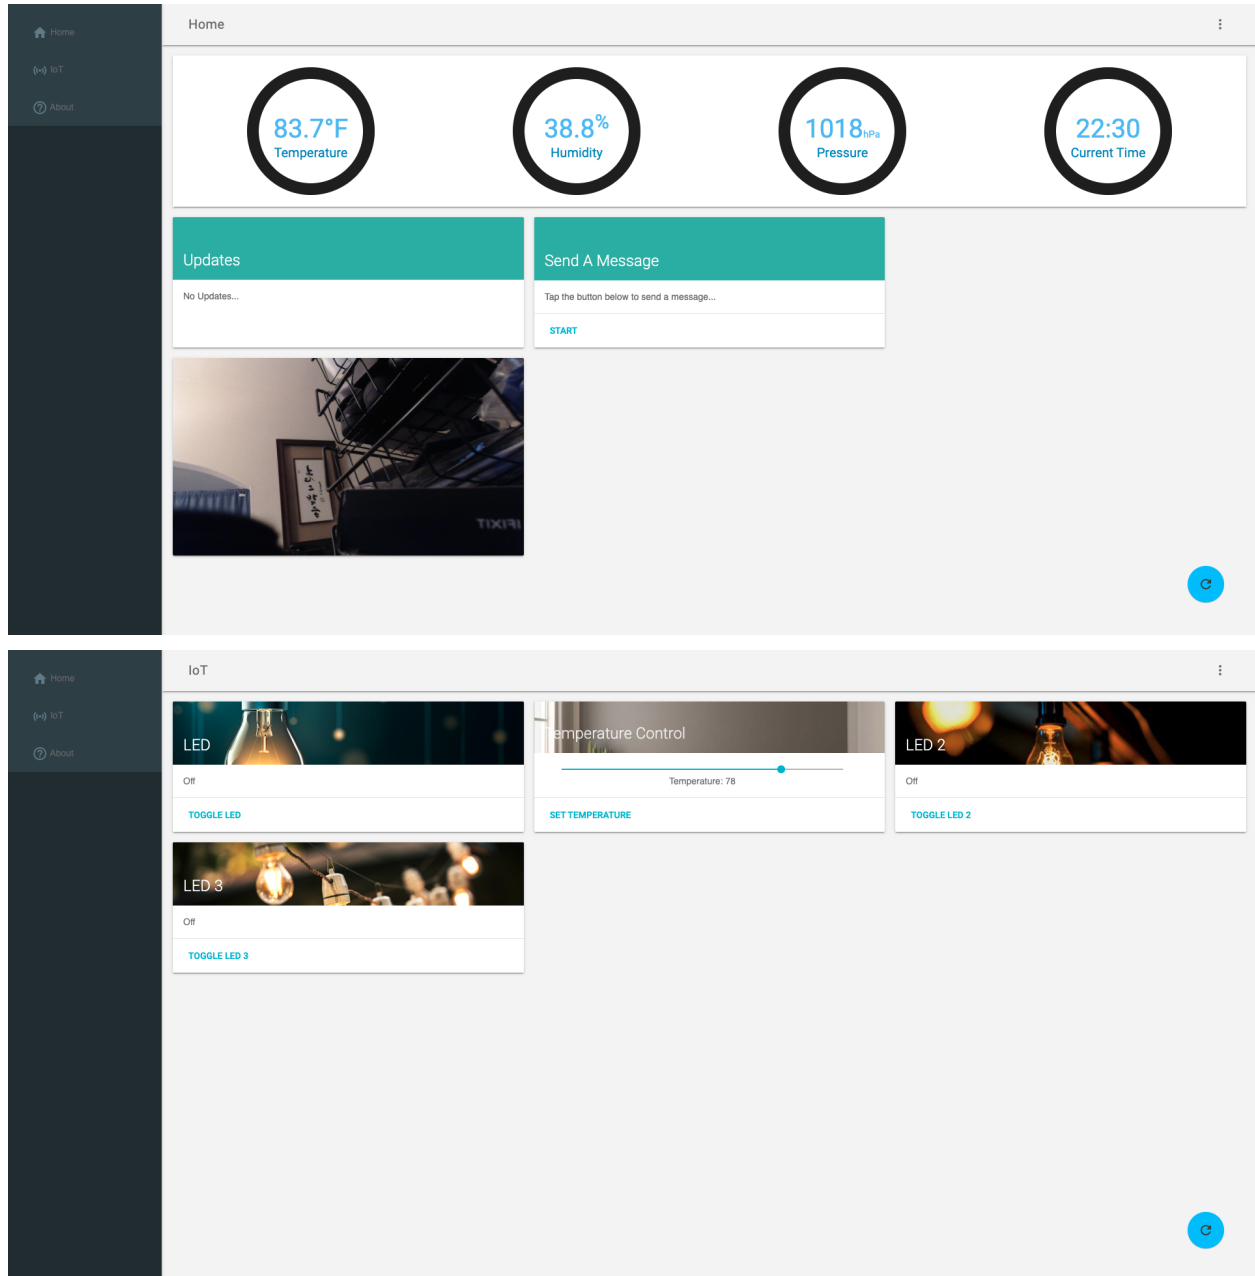 Home
IoT
About
Home
83.7°F
Temperature
38.8%
Humidity
1018hPa
Pressure
22:30
Current Time
Updates
No Updates...
Send A Message
Tap the button below to send a message...
START
IFIXIT
Home
IoT
About
IoT
LED
Off
TOGGLE LED
Temperature Control
Temperature: 78
SET TEMPERATURE
LED 2
Off
TOGGLE LED 2
LED 3
Off
TOGGLE LED 3